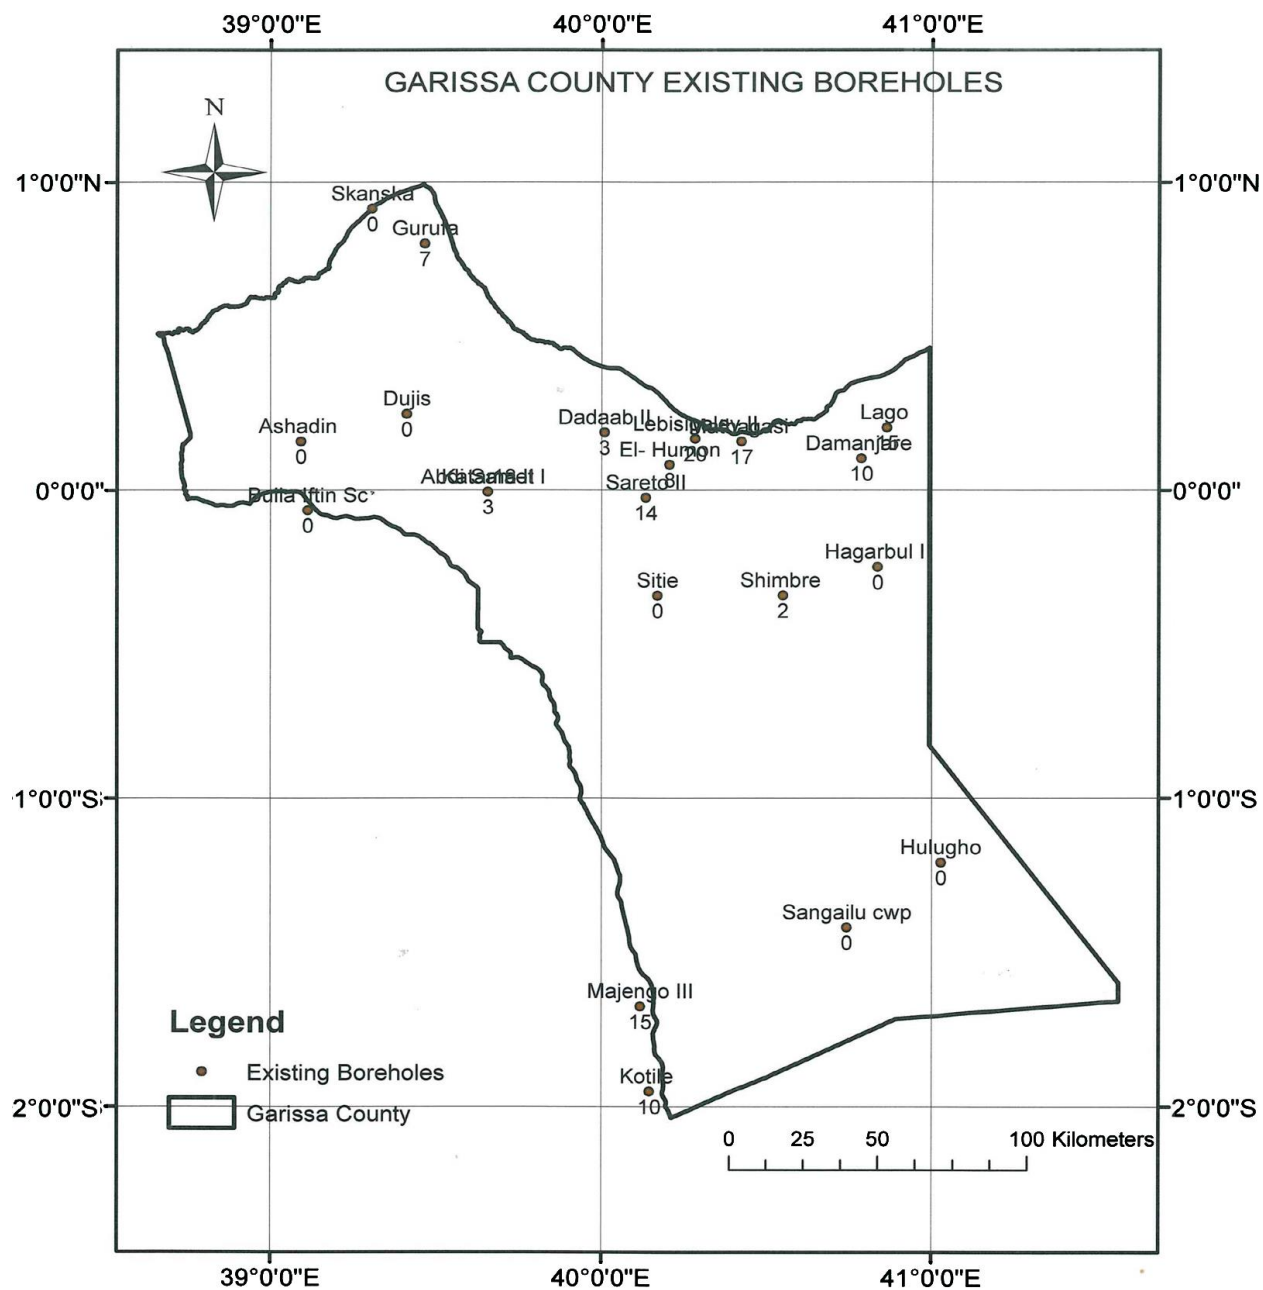 39°0'0"E 40°0'0"E 41°0'0"E
GARISSA COUNTY EXISTING BOREHOLES
N
1°0'0"N 1°0'0"N
Skanska
0
Gurufa
7
Dujis
0
Lago
15
Dadaab II
3
Ashadin
0
20
17
Damanjare
10
El- Humon
8
0°0'0" 0°0'0"
3
Sareto II
14
Bulla Iftin Sc
0
Hagarbul I
0
Sitie
0
Shimbre
2
1°0'0"S 1°0'0"S
Hulugho
0
Sangailu cwp
0
Majengo III
15
Legend
Existing Boreholes
Garissa County
Kotile
10
2°0'0"S 2°0'0"S
0 25 50 100 Kilometers
39°0'0"E 40°0'0"E 41°0'0"E